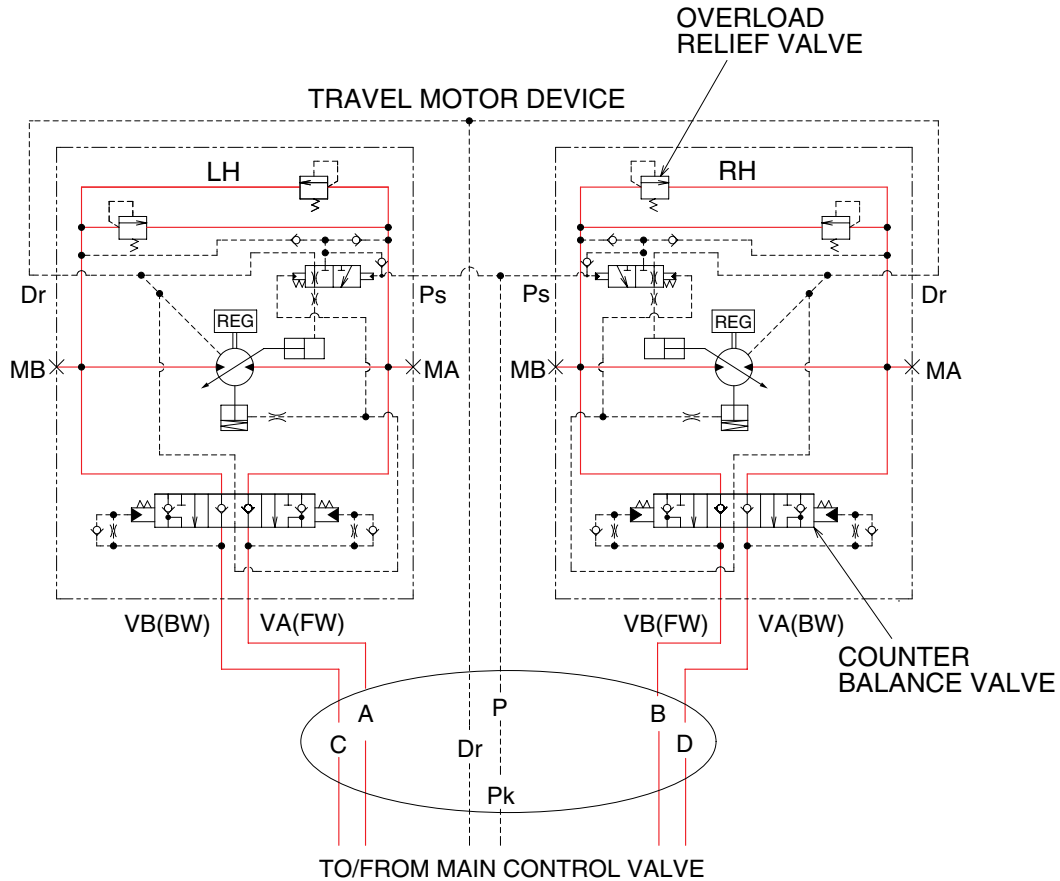 OVERLOAD
RELIEF VALVE
TRAVEL MOTOR DEVICE
LH
RH
Dr
Ps
Ps
Dr
REG
REG
MB
MA
MB
MA
VB(BW)
VA(FW)
VB(FW)
VA(BW)
COUNTER
BALANCE VALVE
A
P
B
C
Dr
D
Pk
TO/FROM MAIN CONTROL VALVE